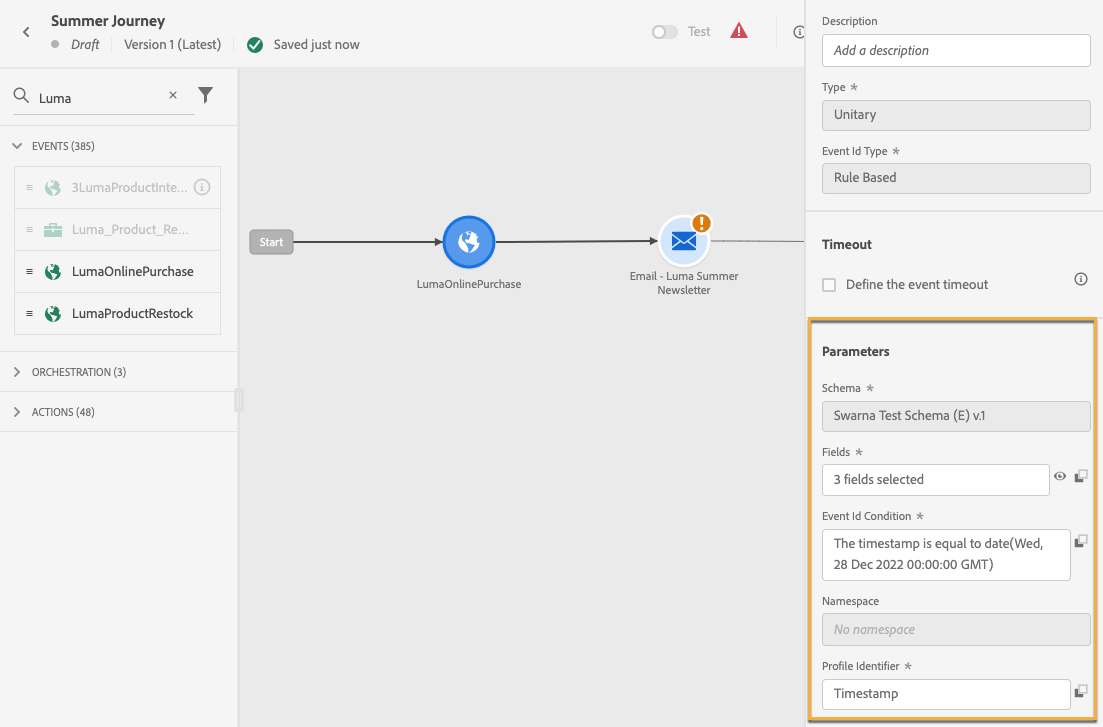 Summer Journey
Draft Version 1 (Latest) Saved just now
Test
Luma
EVENTS (385)
3LumaProductInte...
Luma_Product_Re...
LumaOnlinePurchase
LumaProductRestock
ORCHESTRATION (3)
ACTIONS (48)
Start
LumaOnlinePurchase
Email - Luma Summer
Newsletter
Description
Add a description
Type *
Unitary
Event Id Type *
Rule Based
Timeout
Define the event timeout
Parameters
Schema *
Swarna Test Schema (E) v.1
Fields *
3 fields selected
Event Id Condition *
The timestamp is equal to date(Wed,
28 Dec 2022 00:00:00 GMT)
Namespace
No namespace
Profile Identifier *
Timestamp